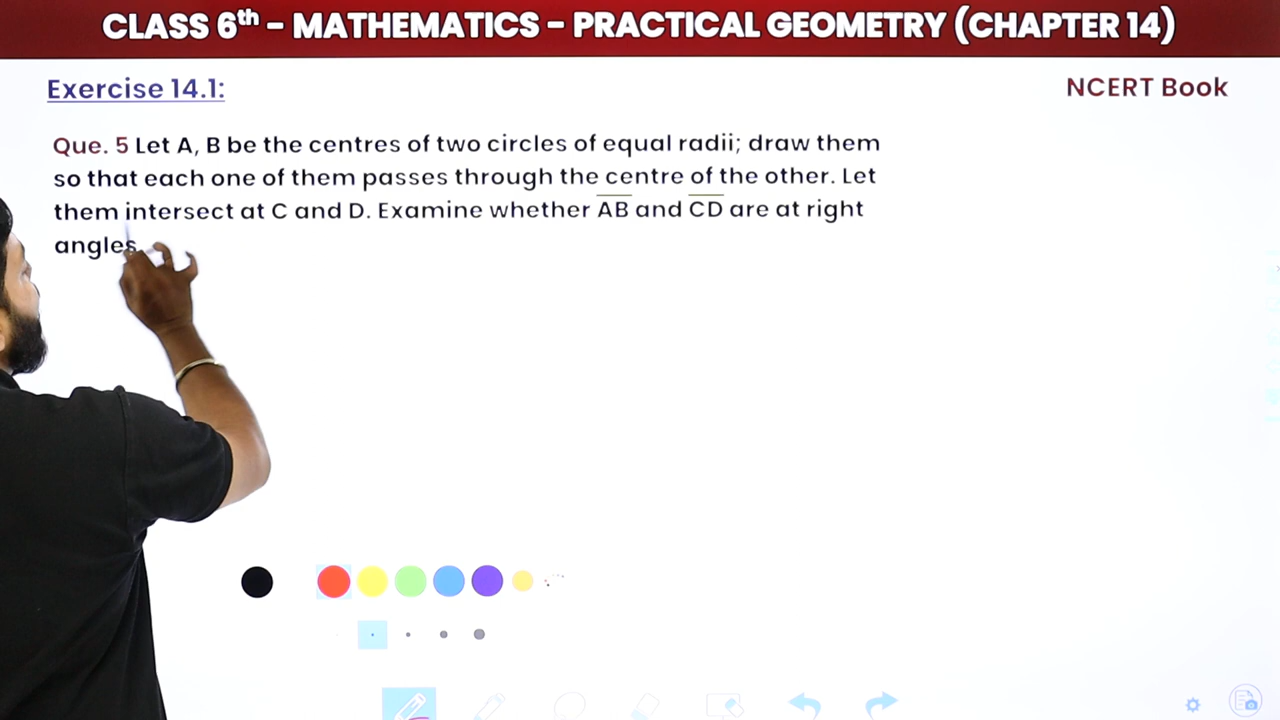 CLASS 6th – MATHEMATICS – PRACTICAL GEOMETRY (CHAPTER 14)
Exercise 14.1:
NCERT Book
Que. 5 Let A, B be the centres of two circles of equal radii; draw them
so that each one of them passes through the centre of the other. Let
them intersect at C and D. Examine whether A̅B̅ and C̅D̅ are at right
angles.